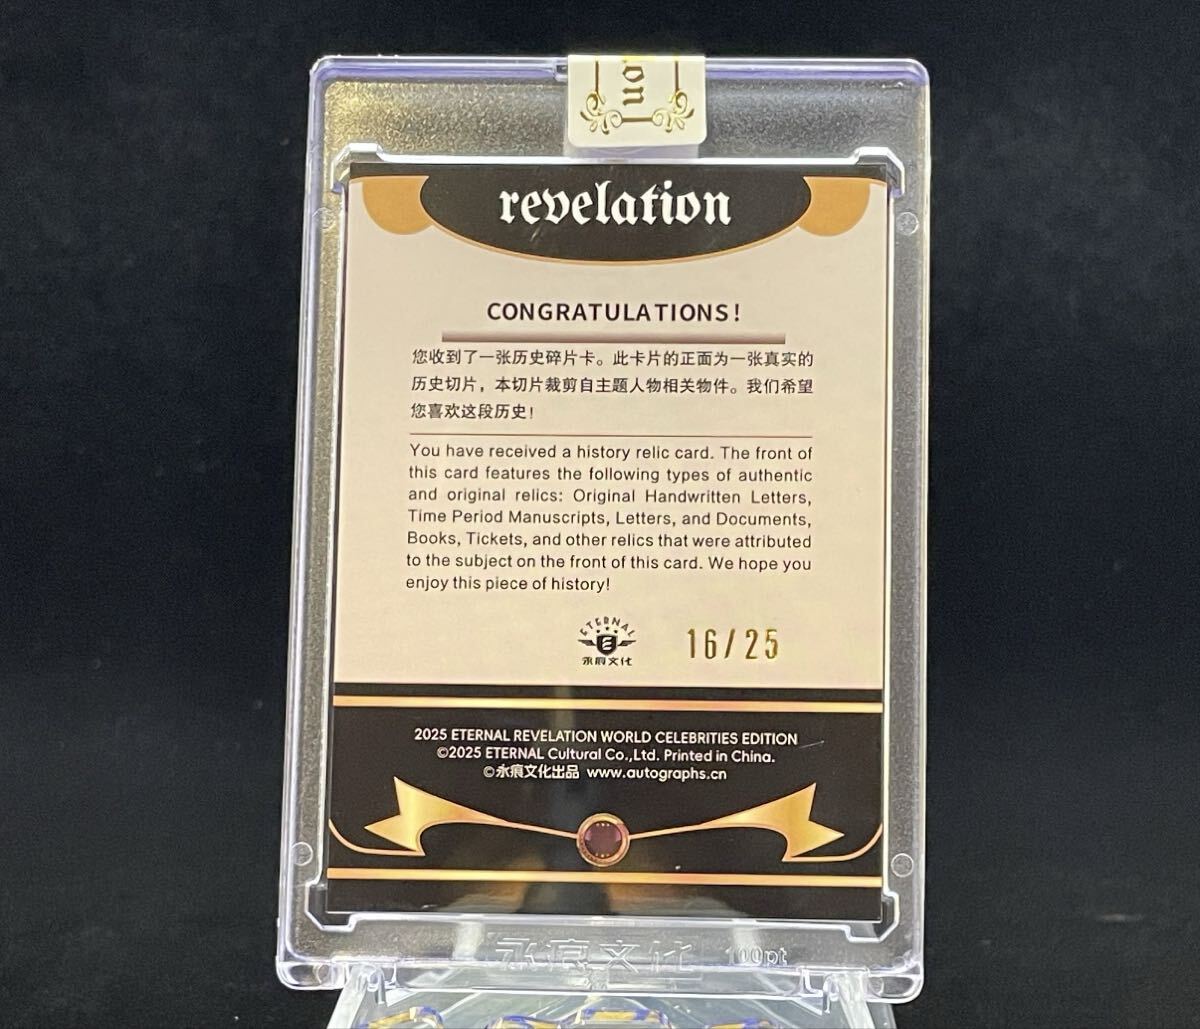 ion
revelation
CONGRATULATIONS!
您收到了一张历史碎片卡。此卡片的正面为一张真实的
历史切片，本切片裁剪自主题人物相关物件。我们希望
您喜欢这段历史!
You have received a history relic card. The front of
this card features the following types of authentic
and original relics: Original Handwritten Letters,
Time Period Manuscripts, Letters, and Documents,
Books, Tickets, and other relics that were attributed
to the subject on the front of this card. We hope you
enjoy this piece of history!
ETERNAL
E
永痕文化
16/25
2025 ETERNAL REVELATION WORLD CELEBRITIES EDITION
©2025 ETERNAL Cultural Co.,Ltd. Printed in China.
©永痕文化出品 www.autographs.cn
永痕文化 100pt